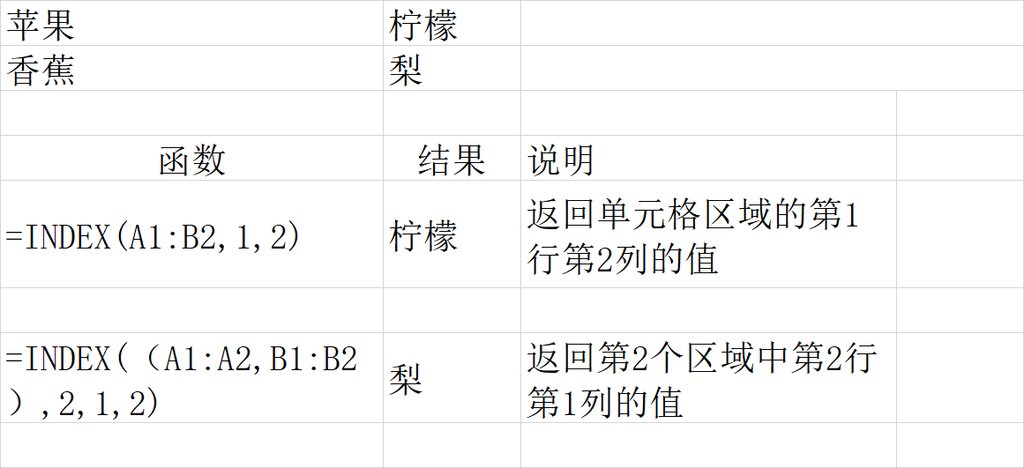 苹果 柠檬
香蕉 梨
函数 结果 说明
=INDEX(A1:B2,1,2) 柠檬 返回单元格区域的第1
行第2列的值
=INDEX(（A1:A2,B1:B2
）,2,1,2) 梨 返回第2个区域中第2行
第1列的值